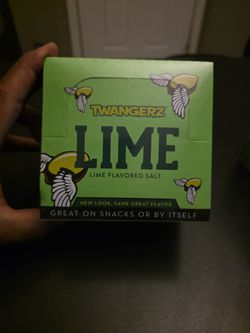 TWANGERZ
LIME
LIME FLAVORED SALT
NEW LOOK, SAME GREAT FLAVOR
GREAT ON SNACKS OR BY ITSELF